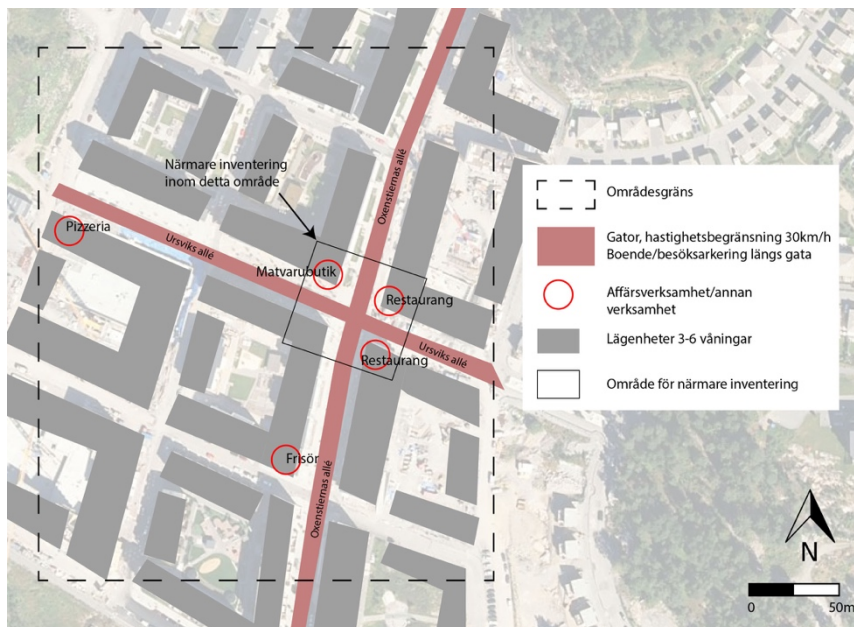 Oxenstiernas allé
Närmare inventering
inom detta område
Pizzeria
Ursviks allé
Matvarubutik
Restaurang
Restaurang
Ursviks allé
Frisör
Oxenstiernas allé
Områdesgräns
Gator, hastighetsbegränsning 30km/h
Boende/besöksarkering längs gata
Affärsverksamhet/annan
verksamhet
Lägenheter 3-6 våningar
Område för närmare inventering
N
0 50m